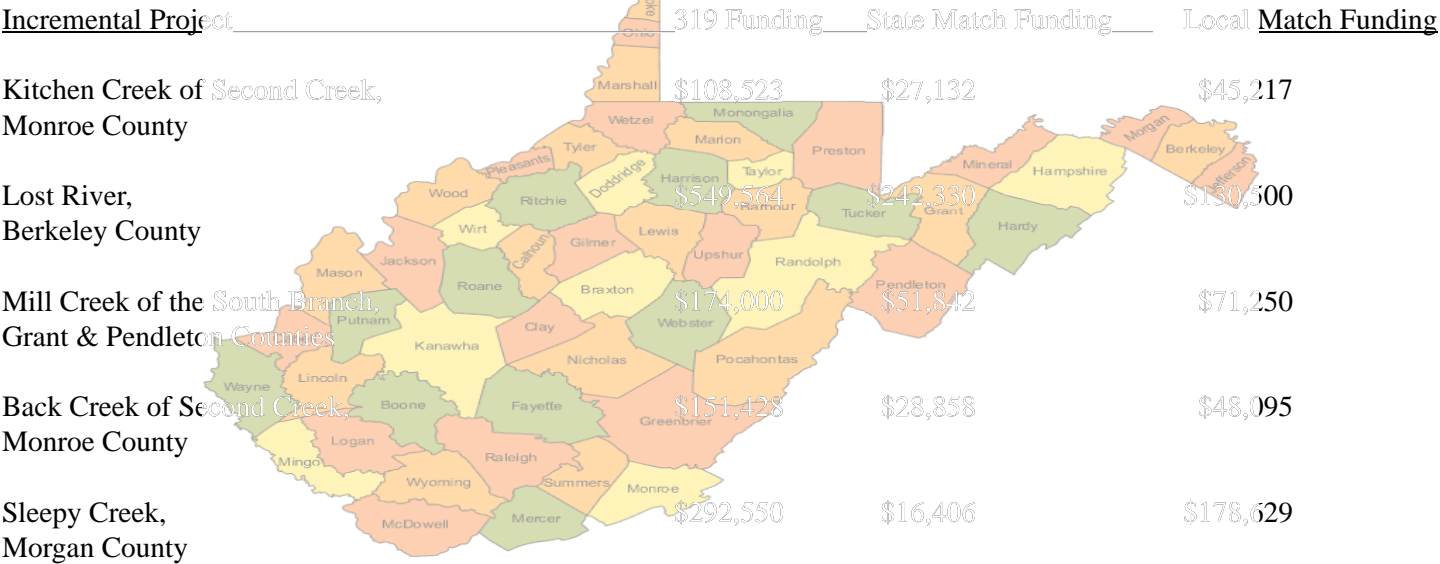 Incremental Project 319 Funding State Match Funding Local Match Funding
Kitchen Creek of Second Creek, $108,523 $27,132 $45,217
Monroe County
Lost River, $549,564 $242,330 $130,500
Berkeley County
Mill Creek of the South Branch, $174,000 $51,842 $71,250
Grant & Pendleton Counties
Back Creek of Second Creek, $151,428 $28,858 $48,095
Monroe County
Sleepy Creek, $292,550 $16,406 $178,629
Morgan County
Ohio
Marshall
Wetzel
Monongalia
Marion
Preston
Tyler
Pleasants
Doddridge
Harrison
Taylor
Mineral
Hampshire
Morgan
Berkeley
Jefferson
Wood
Ritchie
Barbour
Tucker
Grant
Hardy
Wirt
Calhoun
Gilmer
Lewis
Upshur
Randolph
Mason
Jackson
Roane
Braxton
Webster
Pendleton
Putnam
Kanawha
Clay
Nicholas
Pocahontas
Wayne
Lincoln
Boone
Fayette
Greenbrier
Mingo
Logan
Raleigh
Wyoming
Summers
Monroe
McDowell
Mercer